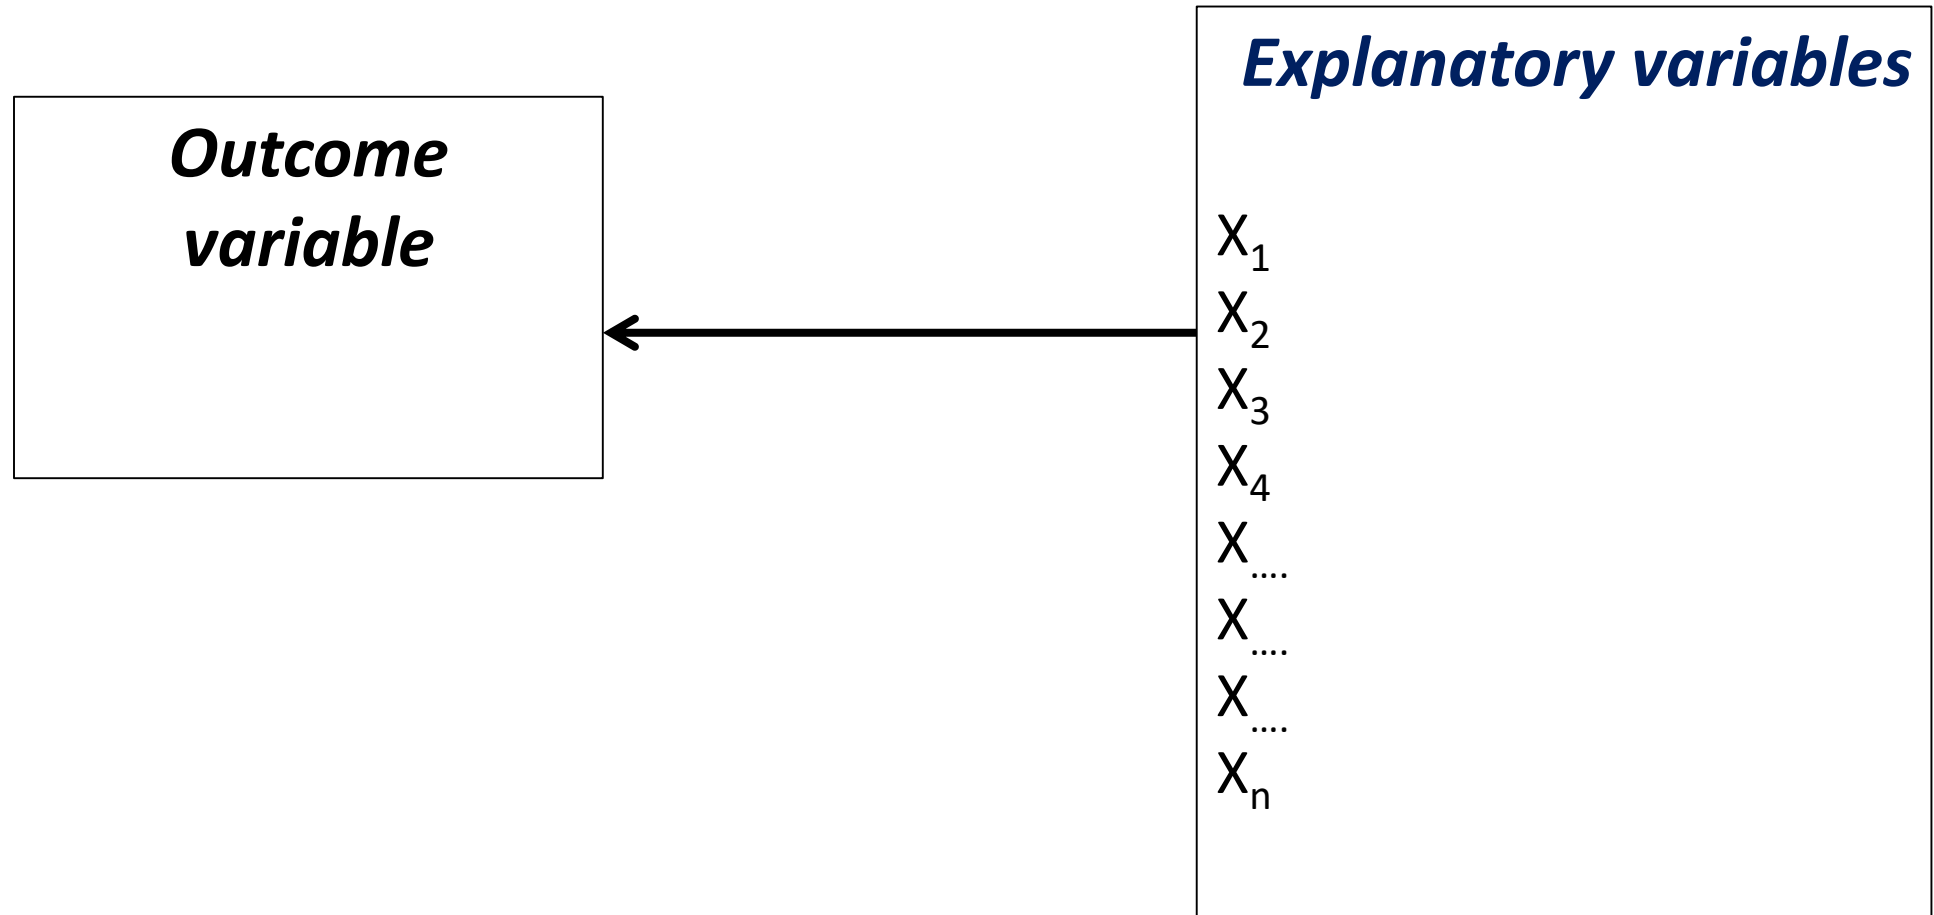 Outcome
variable
Explanatory variables
X₁
X₂
X₃
X₄
X....
X....
X....
Xₙ